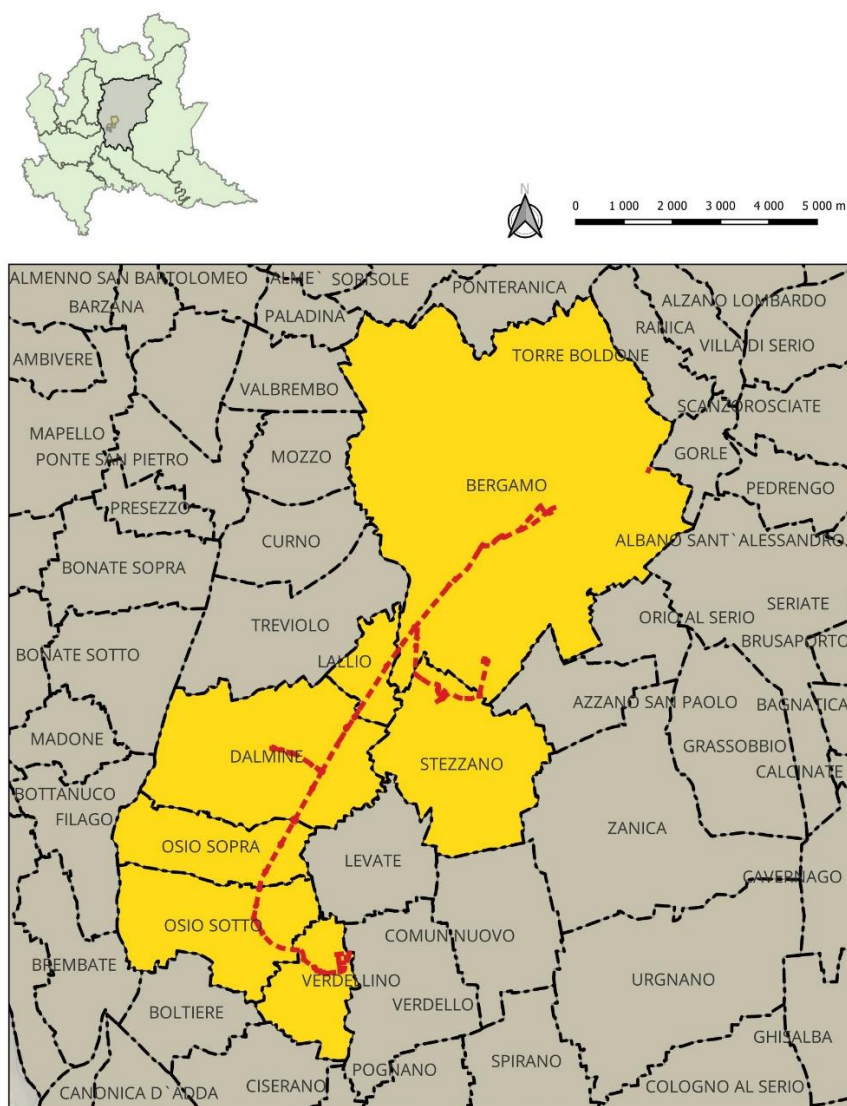 N
0 1 000 2 000 3 000 4 000 5 000 m
ALMENNO SAN BARTOLOMEO
ALME` SORISOLE
PONTERANICA
BARZANA
PALADINA
ALZANO LOMBARDO
RANICA
VILLA DI SERIO
AMBIVERE
TORRE BOLDONE
VALBREMBO
SCANZOROSCIATE
MAPELLO
PONTE SAN PIETRO
MOZZO
GORLE
BERGAMO
PEDRENGO
PRESEZZO
CURNO
ALBANO SANT`ALESSANDRO
BONATE SOPRA
SERIATE
TREVIOLO
ORIO AL SERIO
BRUSAPORTO
BONATE SOTTO
LALLIO
AZZANO SAN PAOLO
BAGNATICA
MADONE
DALMINE
STEZZANO
GRASSOBBIO
CALCINATE
BOTTANUCO
FILAGO
ZANICA
OSIO SOPRA
LEVATE
CAVERNAGO
OSIO SOTTO
COMUN NUOVO
BREMBATE
VERDELLINO
URGNANO
BOLTIERE
VERDELLO
GHISALBA
POGNANO
SPIRANO
CANONICA D`ADDA
CISERANO
COLOGNO AL SERIO